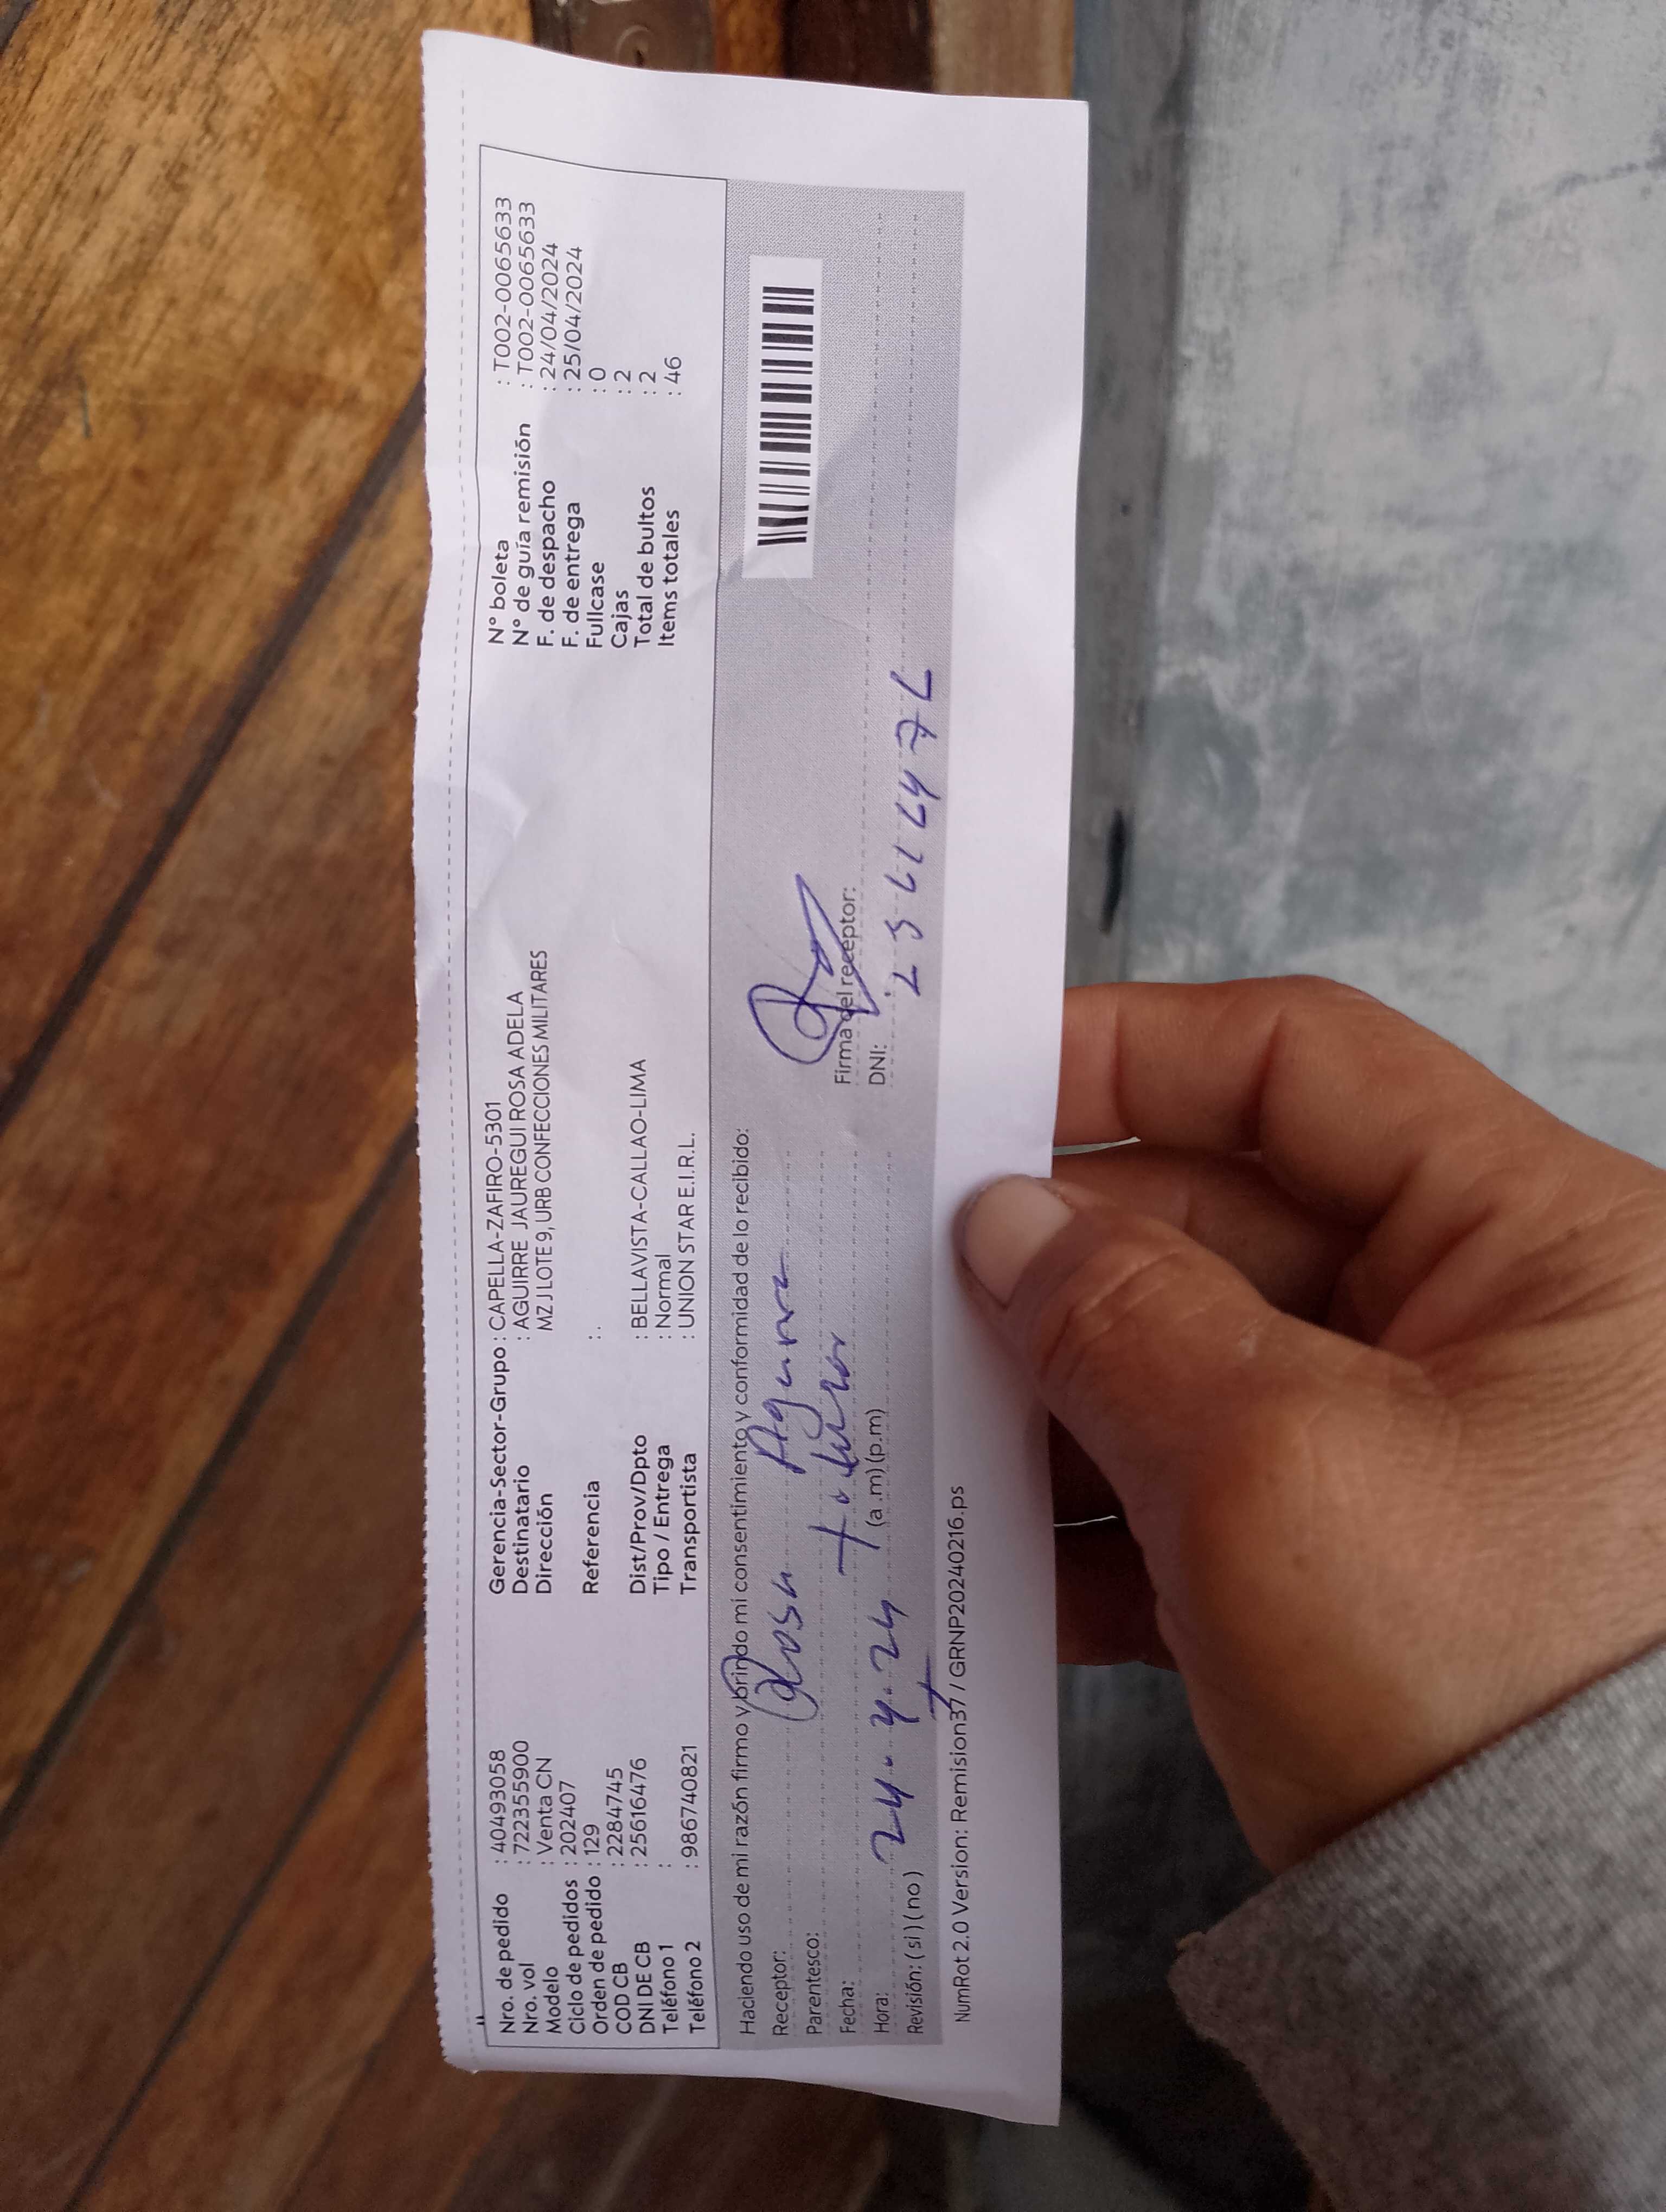 Nro. de pedido : 40493058
Nro. vol : 722355900
Modelo : Venta CN
Ciclo de pedidos : 202407
Orden de pedido : 129
COD CB : 2284745
DNI DE CB : 25616476
Teléfono 1 :
Teléfono 2 : 986740821
Gerencia-Sector-Grupo : CAPELLA-ZAFIRO-5301
Destinatario : AGUIRRE JAUREGUI ROSA ADELA
Dirección MZ J LOTE 9, URB CONFECCIONES MILITARES
Referencia : .
Dist/Prov/Dpto : BELLAVISTA-CALLAO-LIMA
Tipo / Entrega : Normal
Transportista : UNION STAR E.I.R.L.
N° boleta : T002-0065633
N° de guía remisión : T002-0065633
F. de despacho : 24/04/2024
F. de entrega : 25/04/2024
Fullcase : 0
Cajas : 2
Total de bultos : 2
Items totales : 46
Haciendo uso de mi razón firmo y brindo mi consentimiento y conformidad de lo recibido:
Receptor: Rosa Aguirre
Parentesco: Titular
Fecha:
Hora: 24. 4. 24 (a.m) (p.m)
Revisión: (si) (no)
Firma del receptor:
DNI:
NumRot 2.0 Version: Remision37 / GRNP20240216.ps